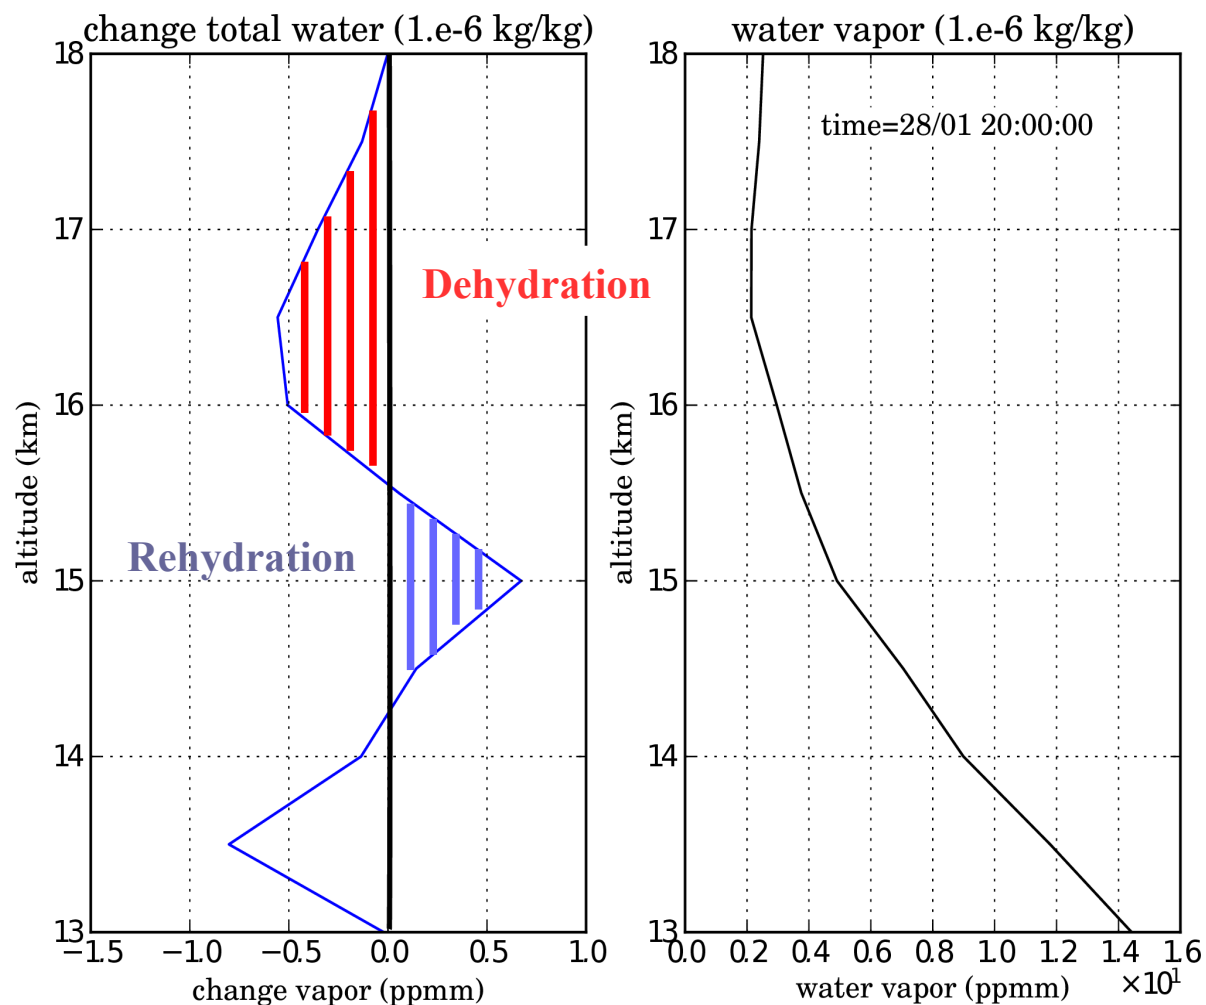 change total water (1.e-6 kg/kg)
18
17
16
15
14
13
altitude (km)
Dehydration
Rehydration
−1.5 −1.0 −0.5 0.0 0.5 1.0
change vapor (ppmm)
water vapor (1.e-6 kg/kg)
time=28/01 20:00:00
18
17
16
15
14
13
altitude (km)
0.0 0.2 0.4 0.6 0.8 1.0 1.2 1.4 1.6
×10¹
water vapor (ppmm)